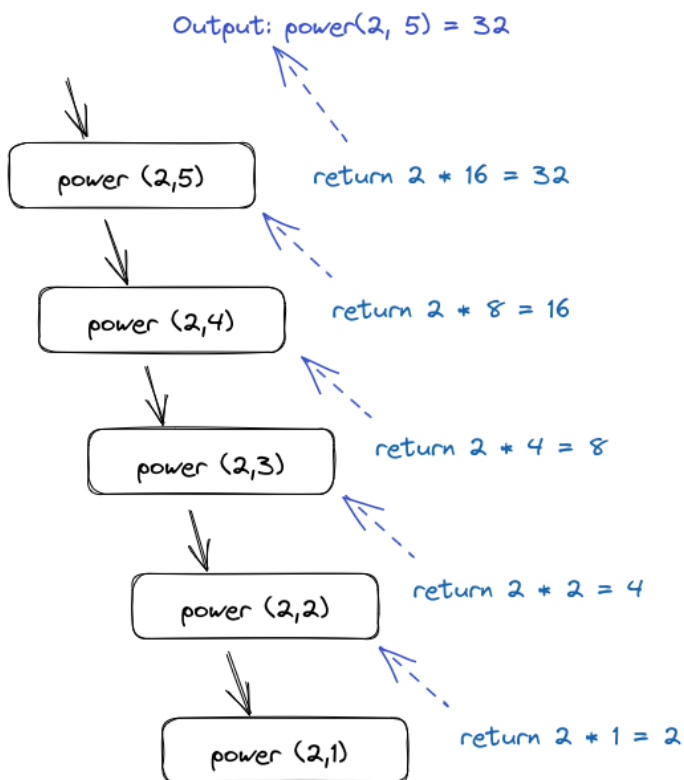 Output: power(2, 5) = 32
power (2,5)
return 2 * 16 = 32
power (2,4)
return 2 * 8 = 16
power (2,3)
return 2 * 4 = 8
power (2,2)
return 2 * 2 = 4
power (2,1)
return 2 * 1 = 2